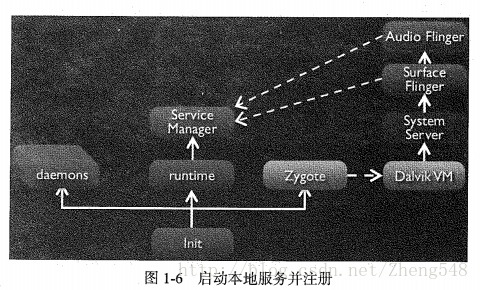 Audio Flinger
Surface
Flinger
Service
Manager
System
Server
daemons
runtime
Zygote
Dalvik VM
Init
http://blog.csdn.net/Zheng548
图 1-6 启动本地服务并注册